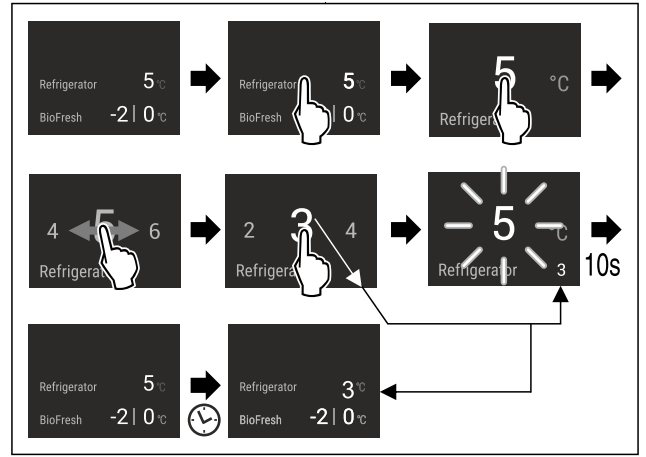 Refrigerator 5 °C
BioFresh -2 | 0 °C
Refrigerator 5 °C
BioFresh 0 °C
5 °C
Refriger
4 5 6
Refrigera
2 3 4
Refrigera
5 °C
Refrigerator 3
10s
Refrigerator 5 °C
BioFresh -2 | 0 °C
Refrigerator 3 °C
BioFresh -2 | 0 °C